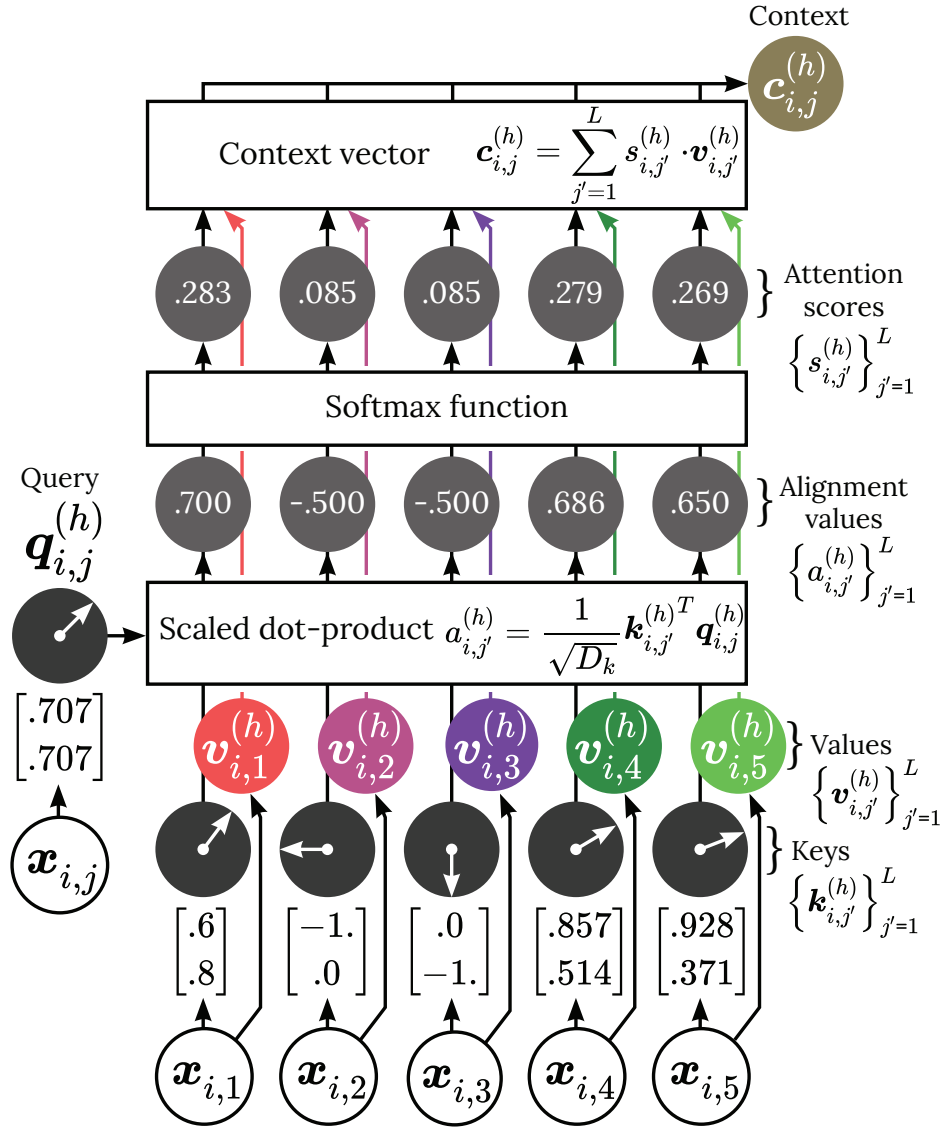 Context
c_{i,j}^{(h)}
Context vector c_{i,j}^{(h)} = \sum_{j'=1}^{L} s_{i,j'}^{(h)} \cdot v_{i,j'}^{(h)}
.283 .085 .085 .279 .269
Attention
scores
\{s_{i,j'}^{(h)}\}_{j'=1}^{L}
Softmax function
Query
q_{i,j}^{(h)}
.700 -.500 -.500 .686 .650
Alignment
values
\{a_{i,j'}^{(h)}\}_{j'=1}^{L}
Scaled dot-product a_{i,j'}^{(h)} = \frac{1}{\sqrt{D_k}} k_{i,j'}^{(h)T} q_{i,j}^{(h)}
[.707
.707]
x_{i,j}
v_{i,1}^{(h)} v_{i,2}^{(h)} v_{i,3}^{(h)} v_{i,4}^{(h)} v_{i,5}^{(h)}
Values
\{v_{i,j'}^{(h)}\}_{j'=1}^{L}
Keys
\{k_{i,j'}^{(h)}\}_{j'=1}^{L}
[.6 [−1. [.0 [.857 [.928
.8] .0] −1.] .514] .371]
x_{i,1} x_{i,2} x_{i,3} x_{i,4} x_{i,5}